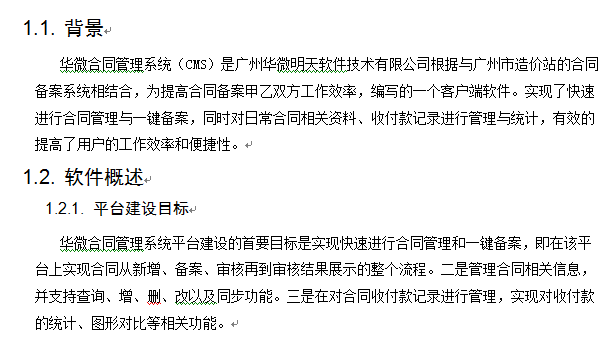 1.1. 背景
华微合同管理系统（CMS）是广州华微明天软件技术有限公司根据与广州市造价站的合同
备案系统相结合，为提高合同备案甲乙双方工作效率，编写的一个客户端软件。实现了快速
进行合同管理与一键备案，同时对日常合同相关资料、收付款记录进行管理与统计，有效的
提高了用户的工作效率和便捷性。
1.2. 软件概述
1.2.1. 平台建设目标
华微合同管理系统平台建设的首要目标是实现快速进行合同管理和一键备案，即在该平
台上实现合同从新增、备案、审核再到审核结果展示的整个流程。二是管理合同相关信息，
并支持查询、增、删、改以及同步功能。三是在对合同收付款记录进行管理，实现对收付款
的统计、图形对比等相关功能。